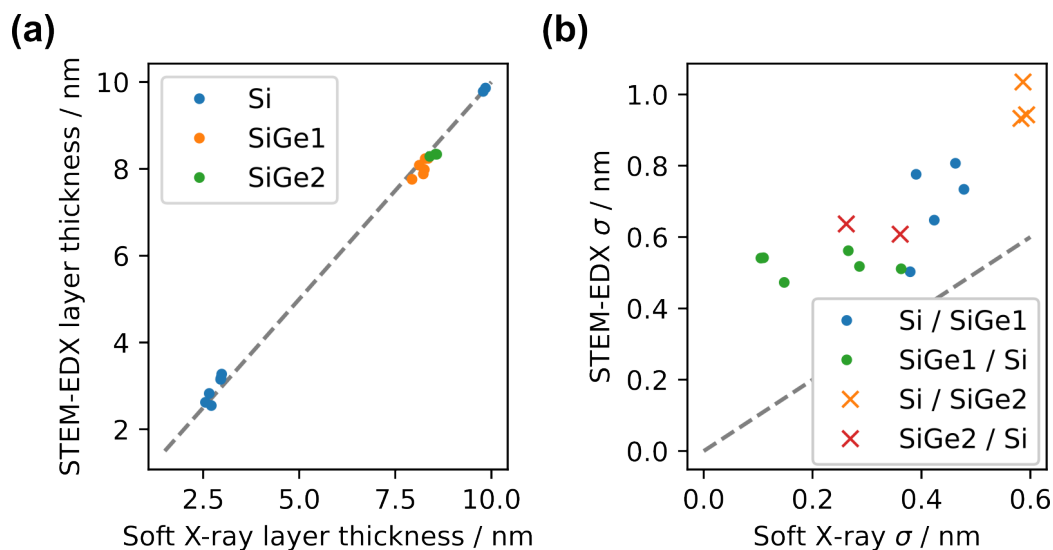 (a)
STEM-EDX layer thickness / nm
10
8
6
4
2
Si
SiGe1
SiGe2
2.5
5.0
7.5
10.0
Soft X-ray layer thickness / nm
(b)
STEM-EDX σ / nm
1.0
0.8
0.6
0.4
0.2
0.0
Si / SiGe1
SiGe1 / Si
Si / SiGe2
SiGe2 / Si
0.0
0.2
0.4
0.6
Soft X-ray σ / nm